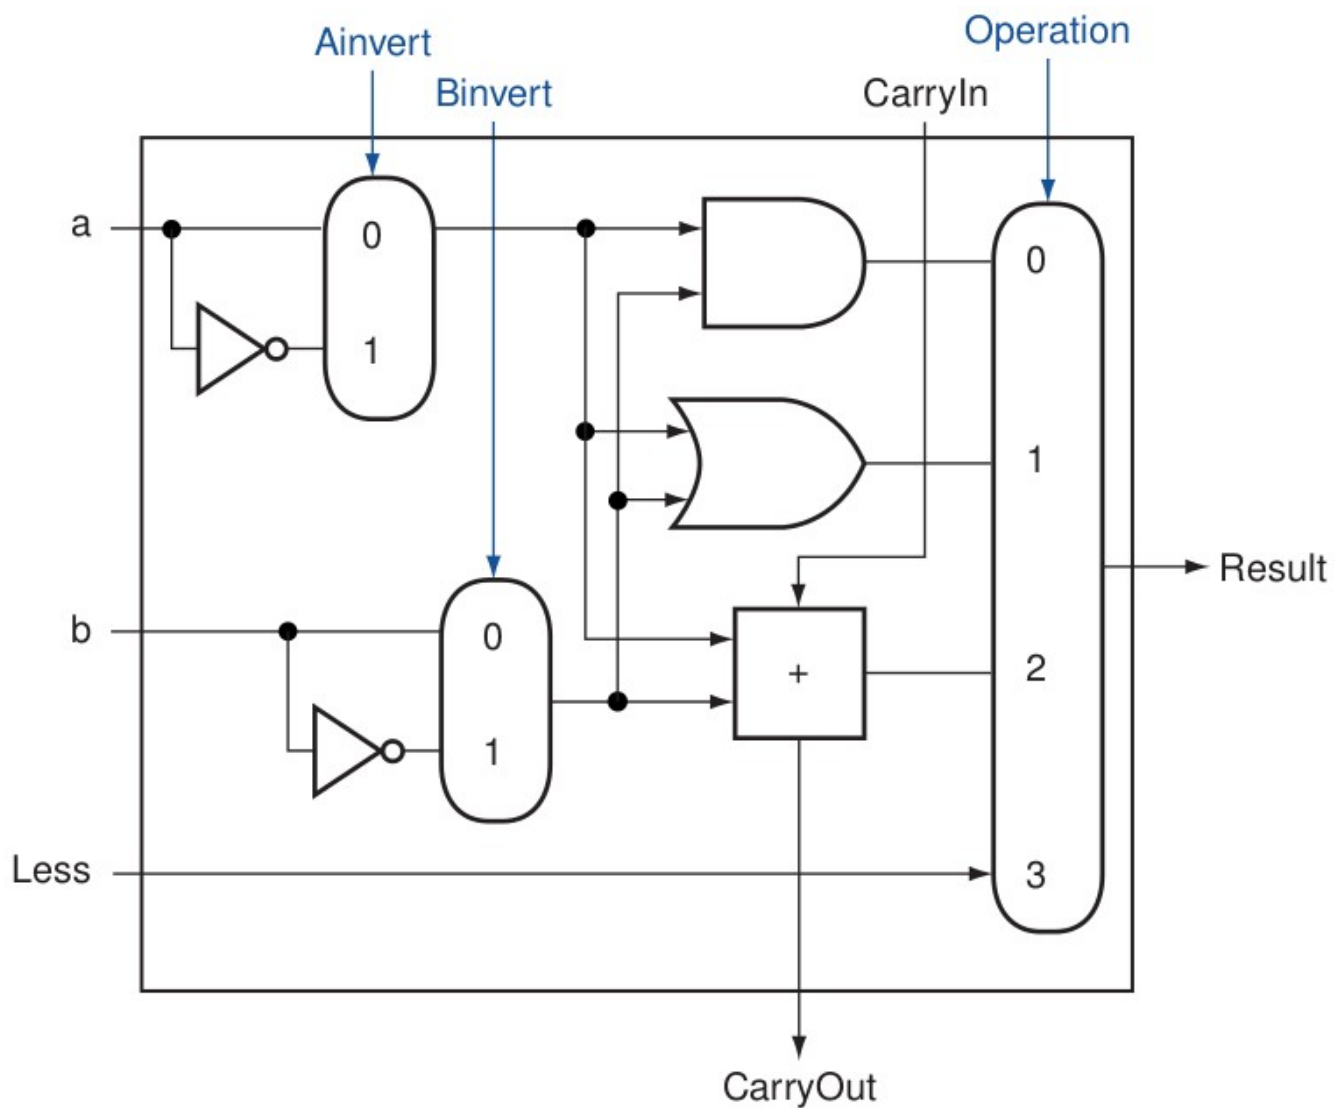 Operation
Ainvert
Binvert
CarryIn
a
0
1
0
1
b
0
1
+
2
Result
Less
3
CarryOut